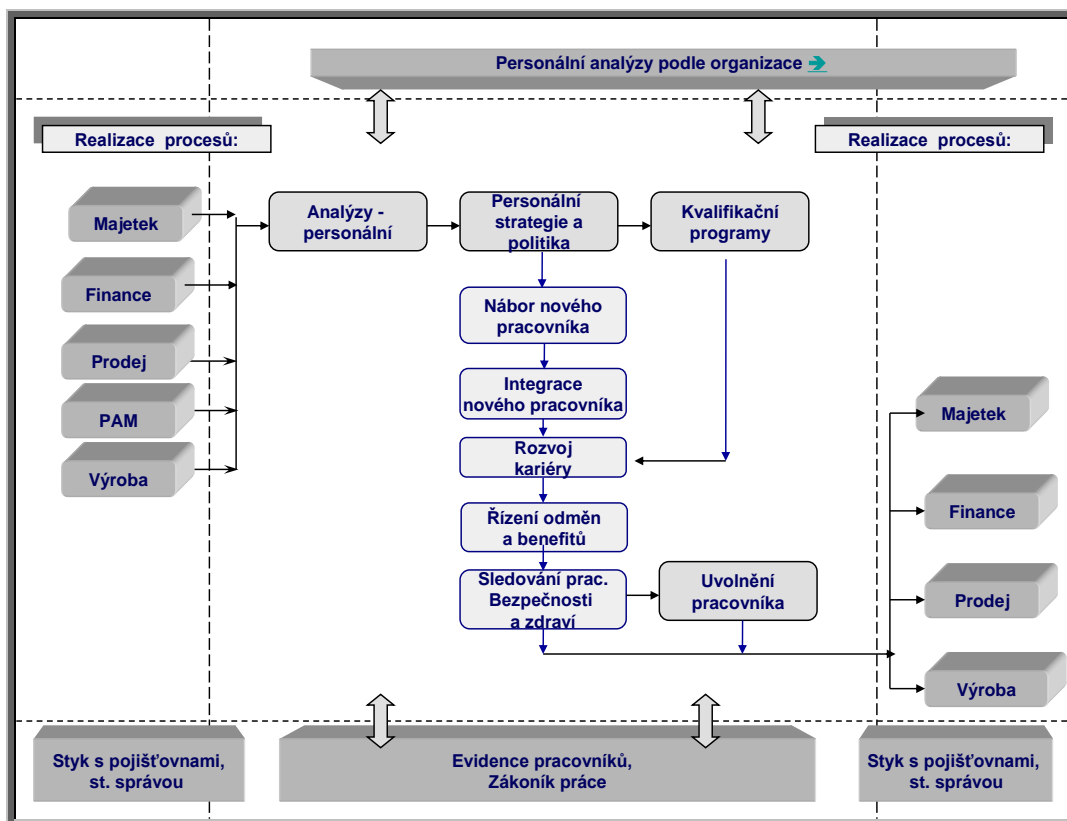 Personální analýzy podle organizace
Realizace procesů:
Realizace procesů:
Majetek
Finance
Prodej
PAM
Výroba
Analýzy -
personální
Personální
strategie a
politika
Kvalifikační
programy
Nábor nového
pracovníka
Integrace
nového pracovníka
Rozvoj
kariéry
Řízení odměn
a benefitů
Sledování prac.
Bezpečnosti
a zdraví
Uvolnění
pracovníka
Majetek
Finance
Prodej
Výroba
Styk s pojišťovnami,
st. správou
Evidence pracovníků,
Zákoník práce
Styk s pojišťovnami,
st. správou